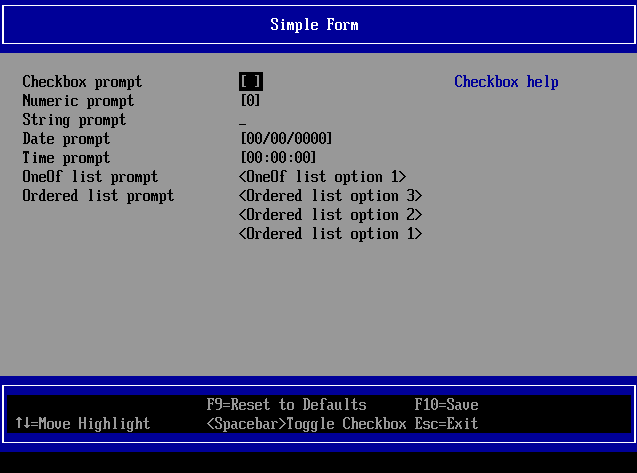 Simple Form
Checkbox prompt [ ] Checkbox help
Numeric prompt [0]
String prompt _
Date prompt [00/00/0000]
Time prompt [00:00:00]
OneOf list prompt <OneOf list option 1>
Ordered list prompt <Ordered list option 3>
<Ordered list option 2>
<Ordered list option 1>
F9=Reset to Defaults F10=Save
↑↓=Move Highlight <Spacebar>Toggle Checkbox Esc=Exit